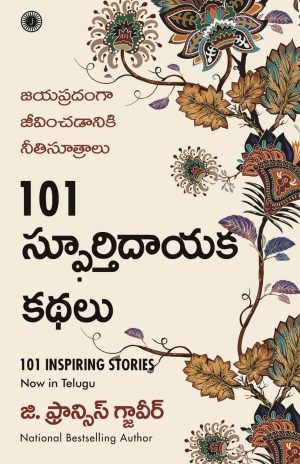 జయప్రదంగా
జీవించడానికి
నీతిసూత్రాలు
101
స్ఫూర్తిదాయక
కథలు
101 INSPIRING STORIES
Now in Telugu
జి. ఫ్రాన్సిస్ గ్జావీర్
National Bestselling Author